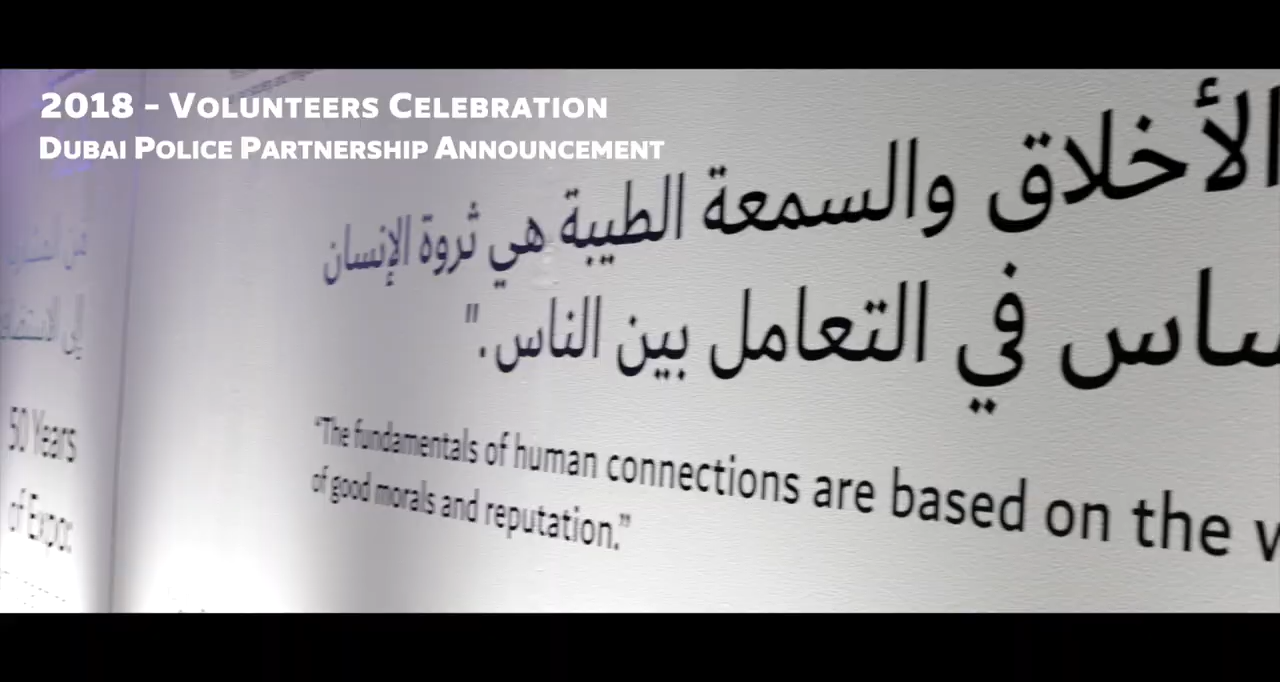 2018 - VOLUNTEERS CELEBRATION
DUBAI POLICE PARTNERSHIP ANNOUNCEMENT
الأخلاق والسمعة الطيبة هي ثروة الإنسان
في التعامل بين الناس."
“The fundamentals of human connections are based on the
of good morals and reputation.”
50 Years
of Expo: